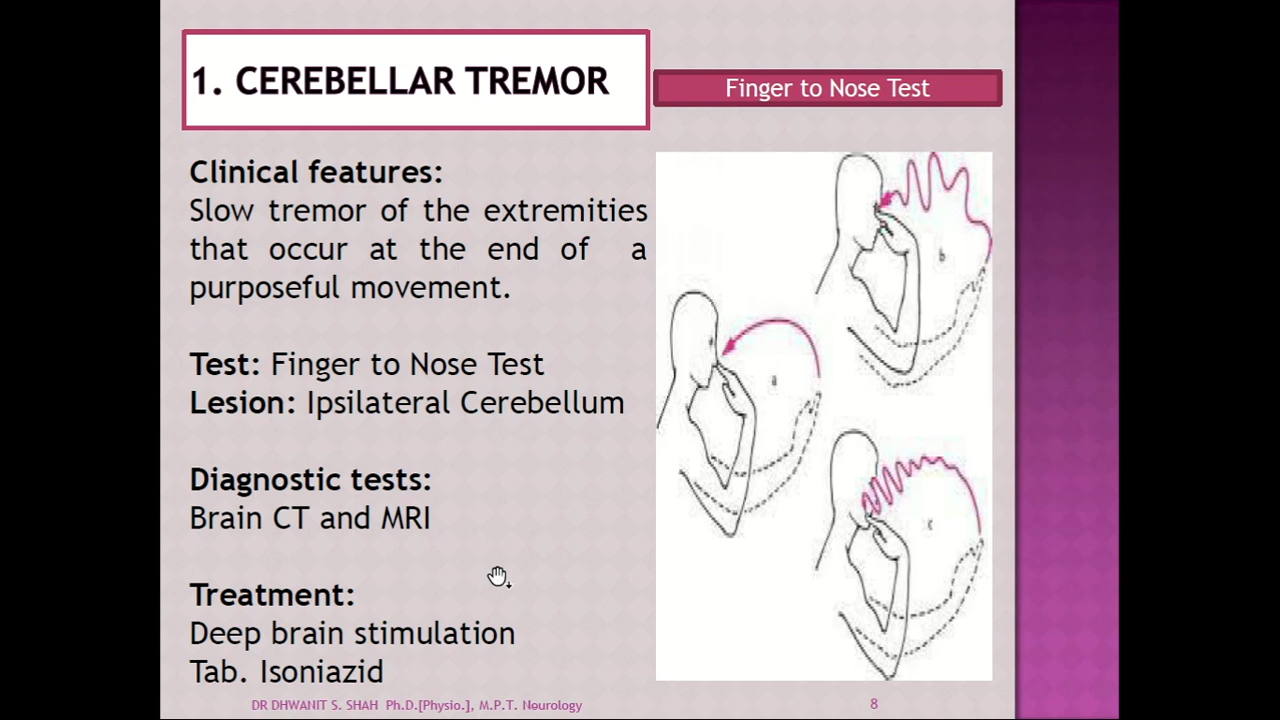 1. CEREBELLAR TREMOR
Finger to Nose Test
Clinical features:
Slow tremor of the extremities
that occur at the end of a
purposeful movement.
Test: Finger to Nose Test
Lesion: Ipsilateral Cerebellum
Diagnostic tests:
Brain CT and MRI
Treatment:
Deep brain stimulation
Tab. Isoniazid
b
a
c
DR DHWANIT S. SHAH Ph.D.[Physio.], M.P.T. Neurology
8